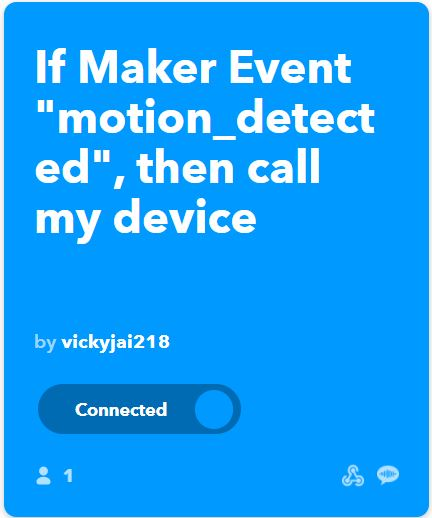 If Maker Event
"motion_detect
ed", then call
my device
by vickyjai218
Connected
1